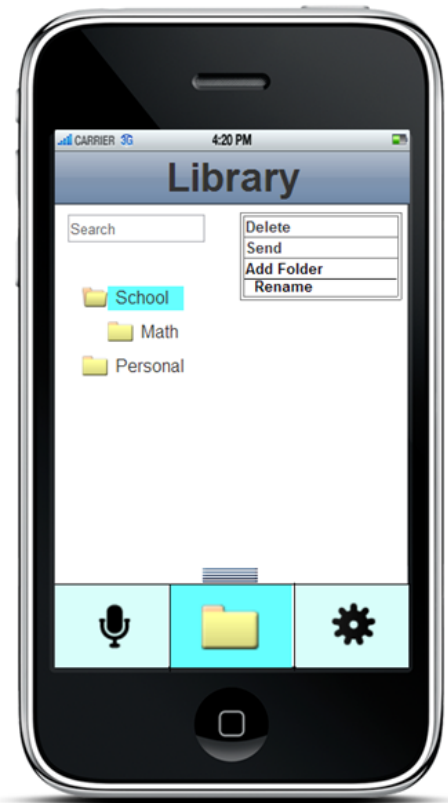 CARRIER 3G 4:20 PM
Library
Search
Delete
Send
Add Folder
Rename
School
Math
Personal